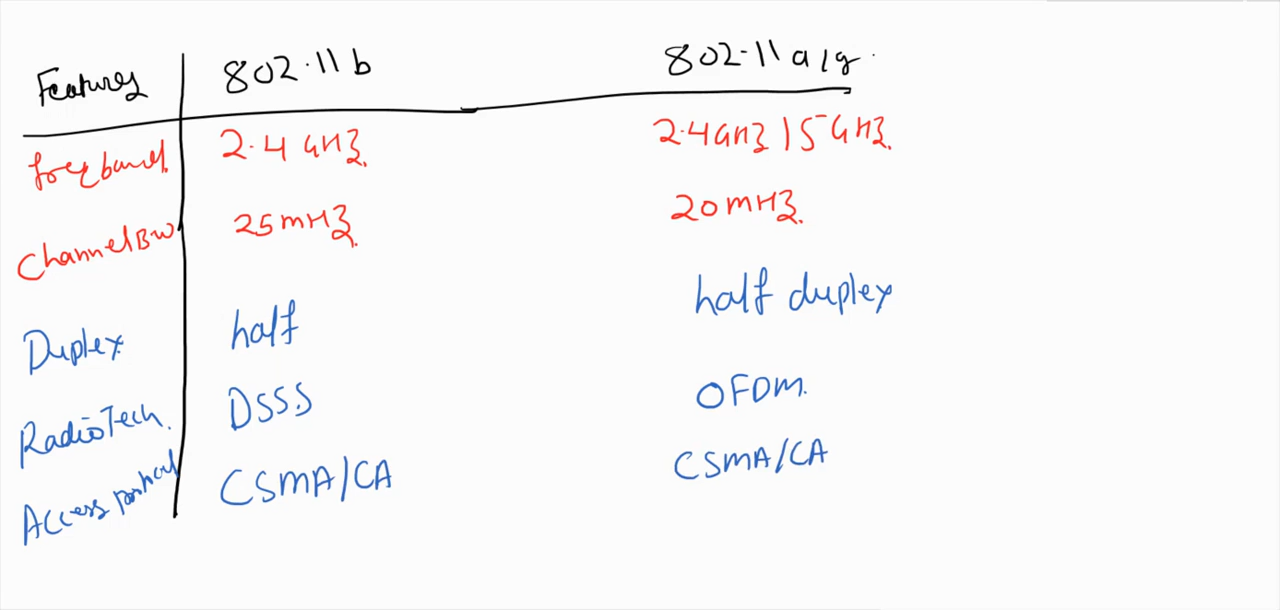 Features 802.11b 802.11a/g.
freq band. 2.4 GHz. 2.4GHz | 5 GHz.
Channel BW 25 mHz. 20 mHz.
Duplex half half duplex
Radio Tech. DSSS OFDM.
Access CSMA/CA CSMA/CA